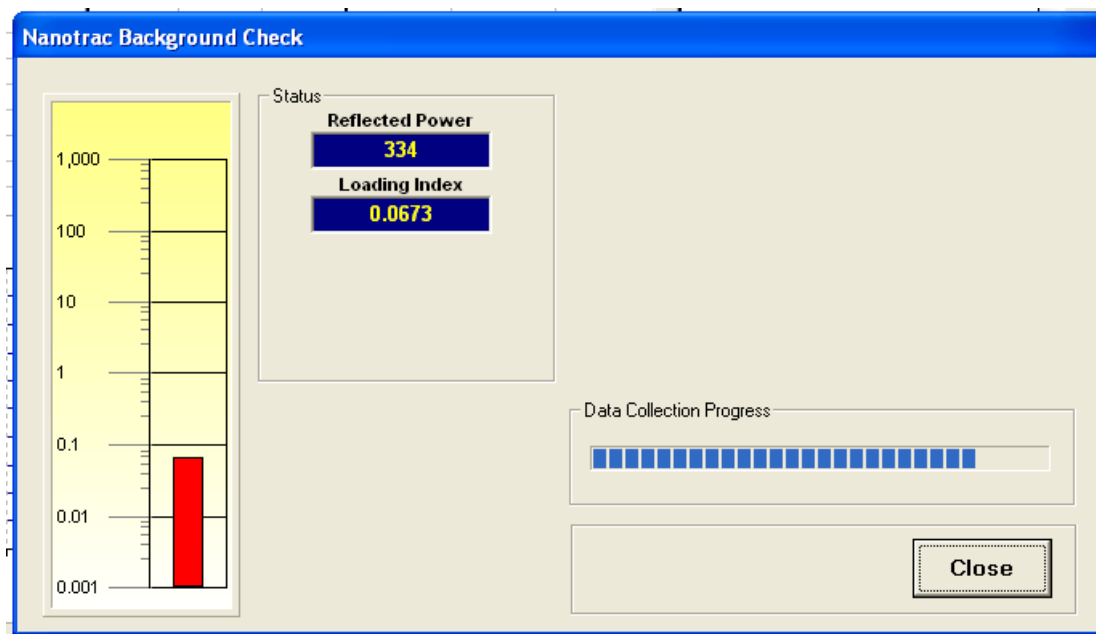 Nanotrac Background Check
Status
Reflected Power
334
Loading Index
0.0673
1,000
100
10
1
0.1
0.01
0.001
Data Collection Progress
Close